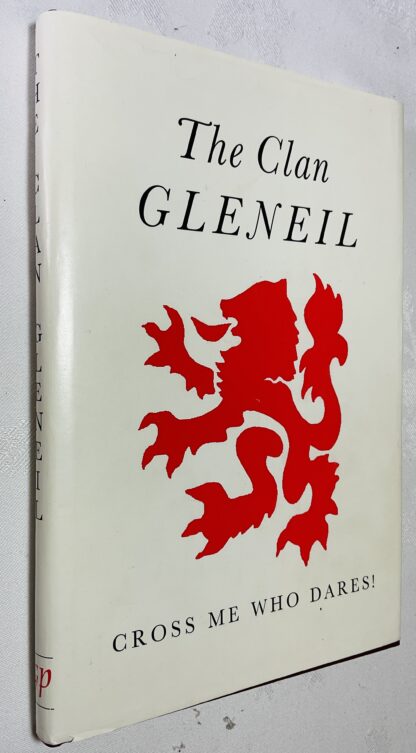 The Clan
GLENEIL
CROSS ME WHO DARES!
THE CLAN GLENEIL